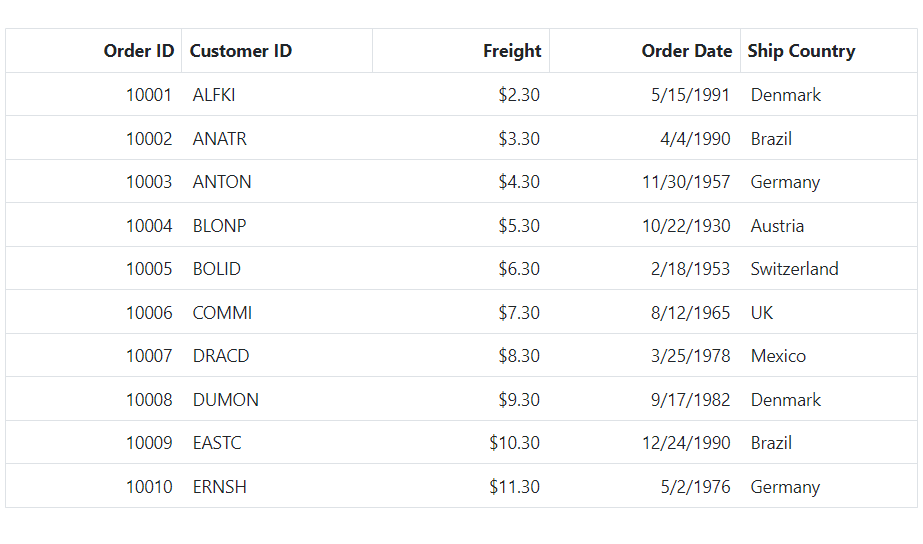 Order ID Customer ID Freight Order Date Ship Country
10001 ALFKI $2.30 5/15/1991 Denmark
10002 ANATR $3.30 4/4/1990 Brazil
10003 ANTON $4.30 11/30/1957 Germany
10004 BLONP $5.30 10/22/1930 Austria
10005 BOLID $6.30 2/18/1953 Switzerland
10006 COMMI $7.30 8/12/1965 UK
10007 DRACD $8.30 3/25/1978 Mexico
10008 DUMON $9.30 9/17/1982 Denmark
10009 EASTC $10.30 12/24/1990 Brazil
10010 ERNSH $11.30 5/2/1976 Germany